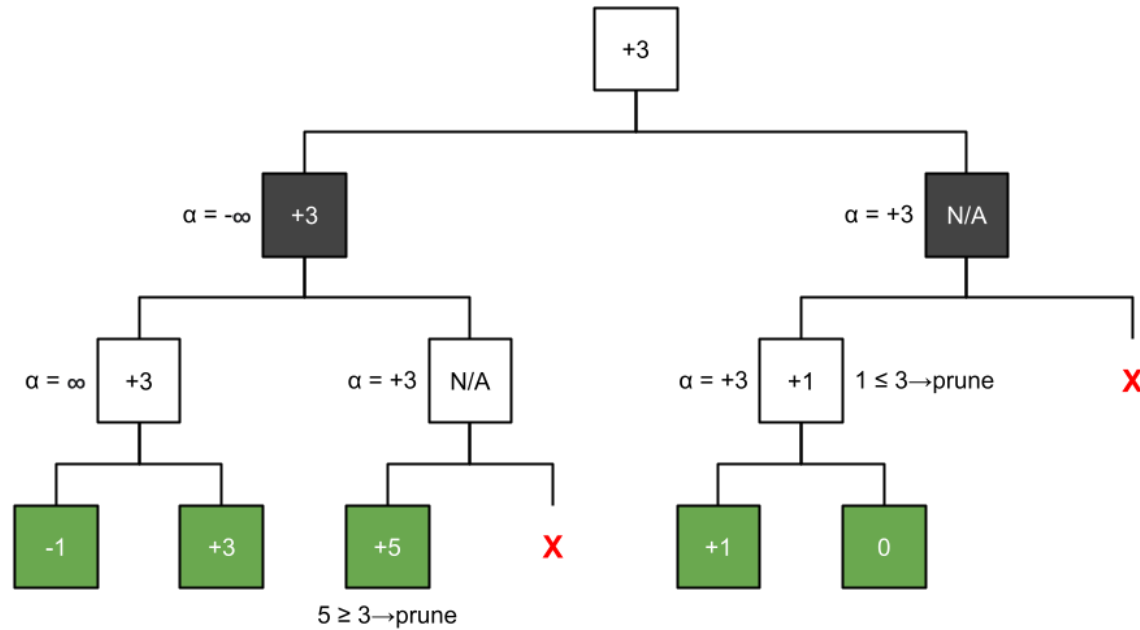 +3
α = -∞
+3
α = +3
N/A
α = ∞
+3
α = +3
N/A
α = +3
+1
1 ≤ 3→prune
X
-1
+3
+5
X
+1
0
5 ≥ 3→prune